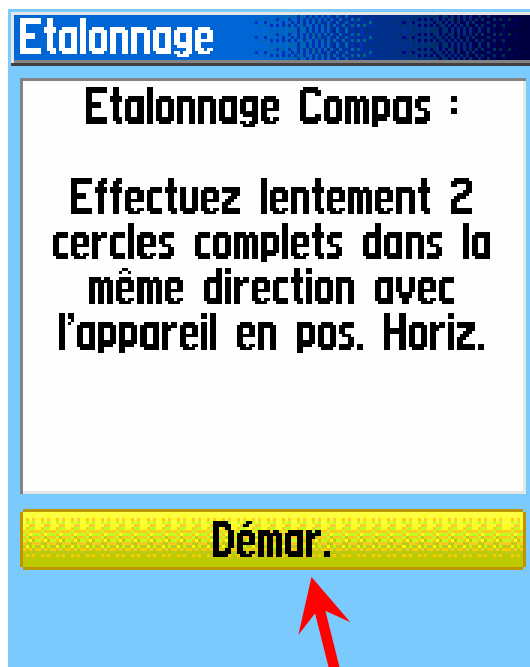 Etalonnage
Etalonnage Compas :
Effectuez lentement 2
cercles complets dans la
même direction avec
l'appareil en pos. Horiz.
Démar.